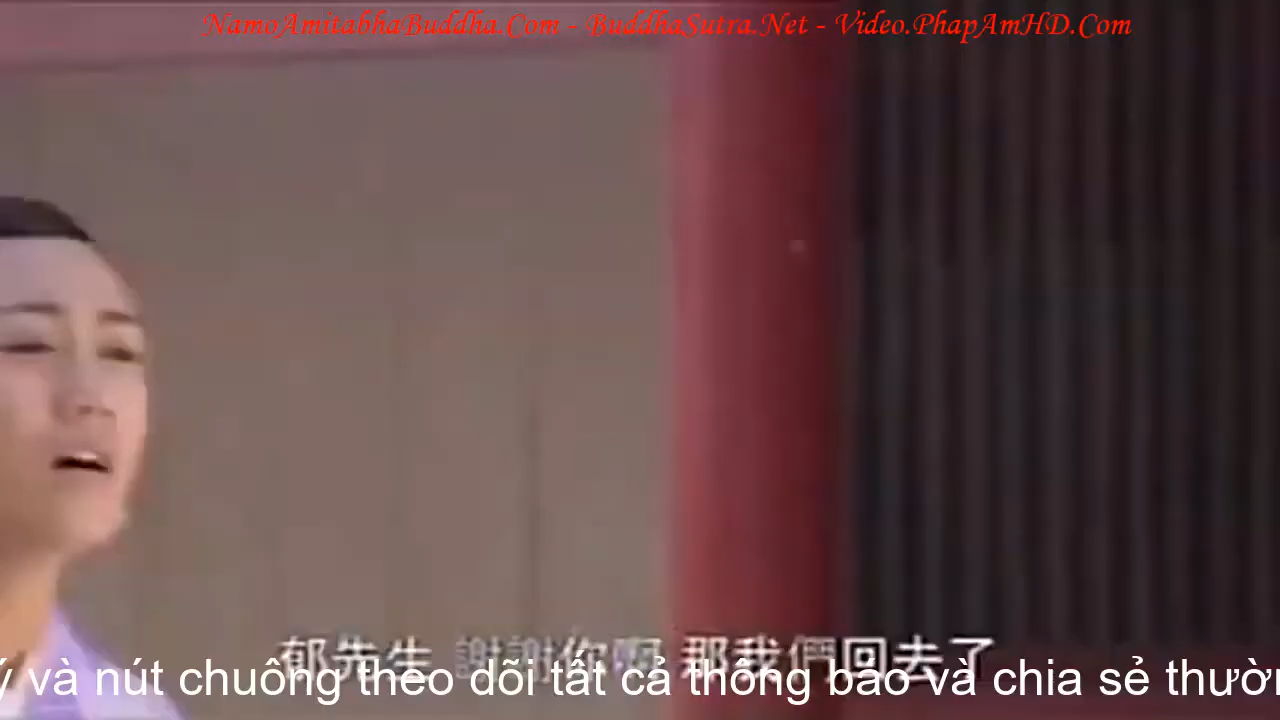 NamoAmitabhaBuddha.Com - BuddhaSutra.Net - Video.PhapAmHD.Com
郁先生 謝謝你啊 那我們回去了
ý và nút chuông theo dõi tất cả thông báo và chia sẻ thườn